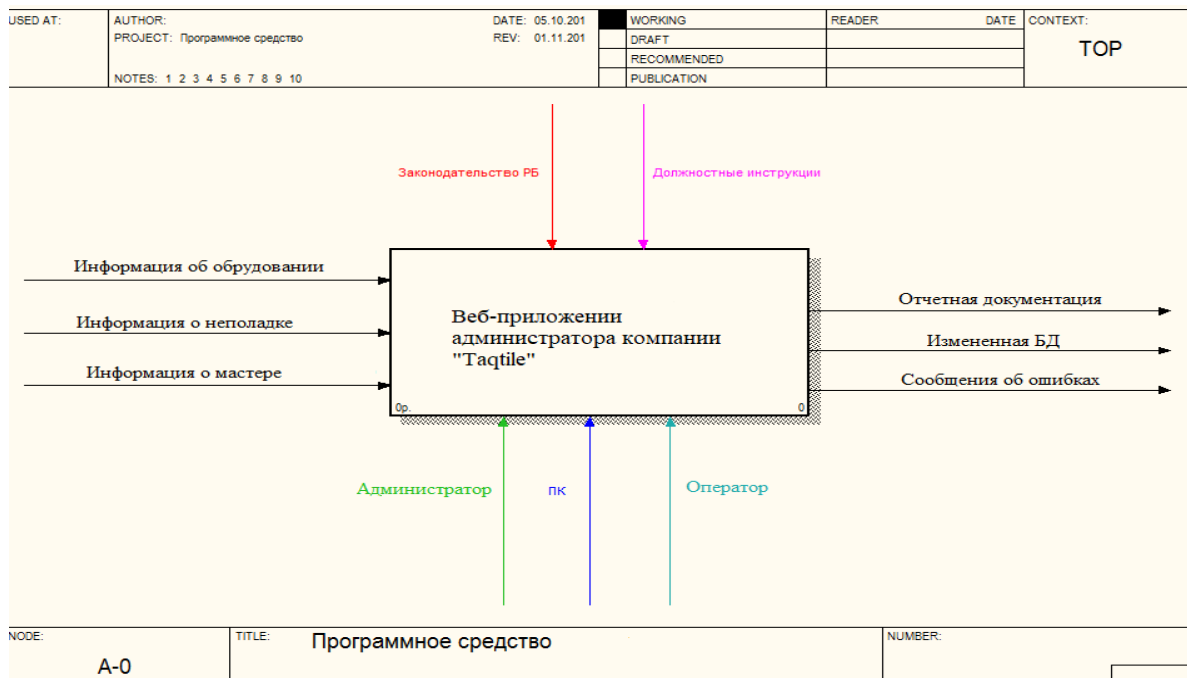 USED AT:
AUTHOR:
DATE: 05.10.201
PROJECT: Программное средство
REV: 01.11.201
NOTES: 1 2 3 4 5 6 7 8 9 10
WORKING
DRAFT
RECOMMENDED
PUBLICATION
READER
DATE
CONTEXT:
TOP
Законодательство РБ
Должностные инструкции
Информация об обрудовании
Информация о неполадке
Информация о мастере
Веб-приложении
администратора компании
"Taqtile"
0р.
0
Отчетная документация
Измененная БД
Сообщения об ошибках
Администратор
ПК
Оператор
NODE:
A-0
TITLE:
Программное средство
NUMBER: